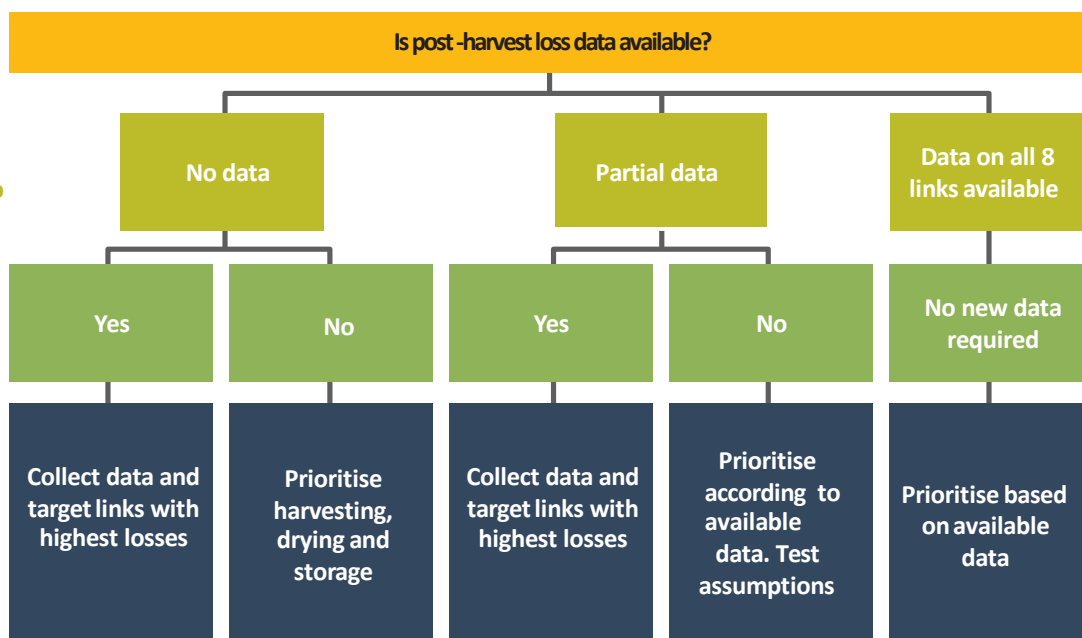 Is post -harvest loss data available?
No data
Partial data
Data on all 8
links available
Yes
No
Yes
No
No new data
required
Collect data and
target links with
highest losses
Prioritise
harvesting,
drying and
storage
Collect data and
target links with
highest losses
Prioritise
according to
available
data. Test
assumptions
Prioritise based
on available
data